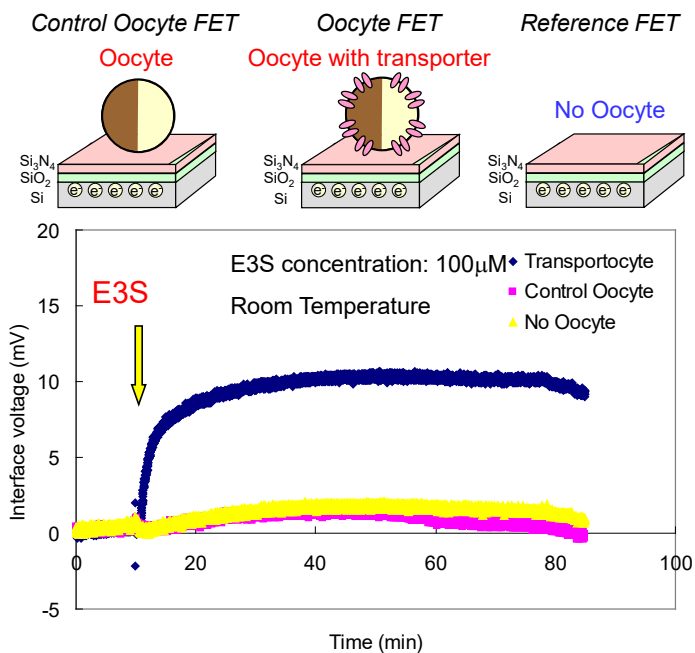 Control Oocyte FET
Oocyte FET
Reference FET
Oocyte
Oocyte with transporter
No Oocyte
Si₃N₄
SiO₂
Si
e⁻ e⁻ e⁻ e⁻ e⁻
Si₃N₄
SiO₂
Si
e⁻ e⁻ e⁻ e⁻ e⁻
Si₃N₄
SiO₂
Si
e⁻ e⁻ e⁻ e⁻ e⁻
20
15
10
5
0
-5
Interface voltage (mV)
E3S
E3S concentration: 100μM
Room Temperature
Transportocyte
Control Oocyte
No Oocyte
0 20 40 60 80 100
Time (min)